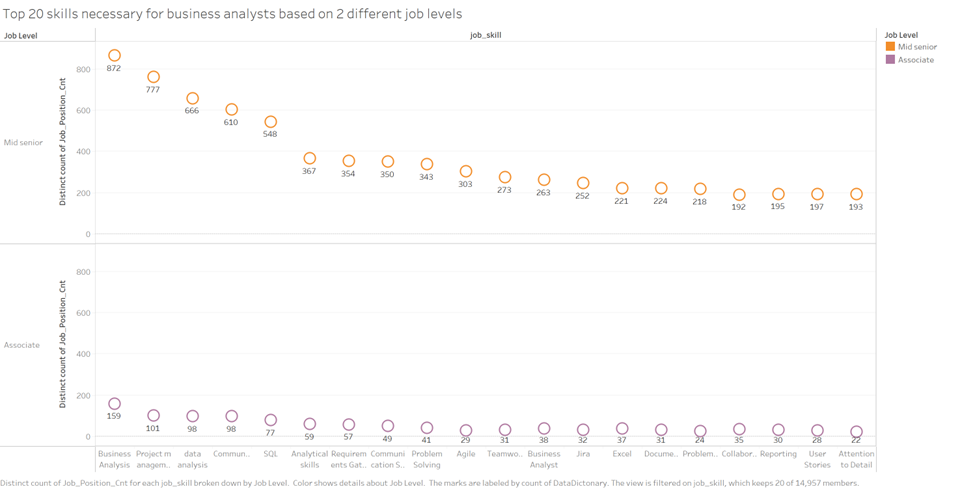 Top 20 skills necessary for business analysts based on 2 different job levels
Job Level
job_skill
Job Level
Mid senior
Associate
Mid senior
Distinct count of Job_Position_Cnt
800
600
400
200
0
872
777
666
610
548
367
354
350
343
303
273
263
252
221
224
218
192
195
197
193
Associate
Distinct count of Job_Position_Cnt
800
600
400
200
0
159
101
98
98
77
59
57
49
41
29
31
38
32
37
31
24
35
30
28
22
Business
Analysis
Project m
anagem..
data
analysis
Commun..
SQL
Analytical
skills
Requirem
ents Gat..
Communi
cation S..
Problem
Solving
Agile
Teamwo..
Business
Analyst
Jira
Excel
Docume..
Problem..
Collabor..
Reporting
User
Stories
Attention
to Detail
Distinct count of Job_Position_Cnt for each job_skill broken down by Job Level. Color shows details about Job Level. The marks are labeled by count of DataDictonary. The view is filtered on job_skill, which keeps 20 of 14,957 members.